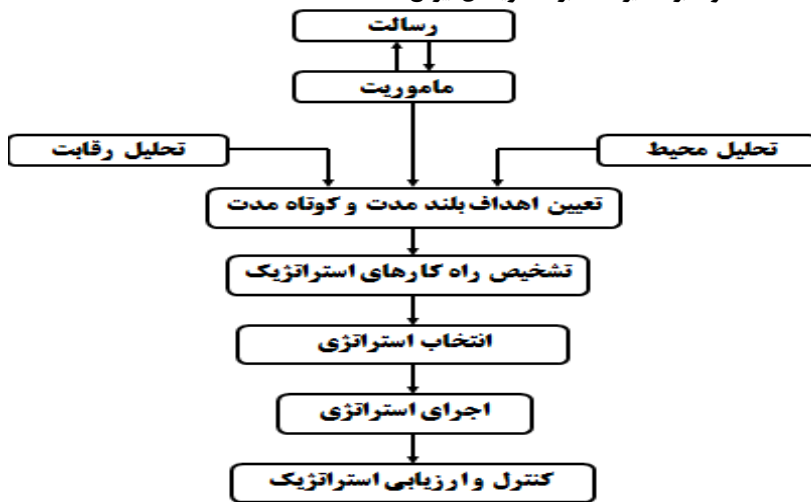 رسالت
ماموریت
تحلیل محیط
تحلیل رقابت
تعیین اهداف بلند مدت و کوتاه مدت
تشخیص راه کارهای استراتژیک
انتخاب استراتژی
اجرای استراتژی
کنترل و ارزیابی استراتژیک